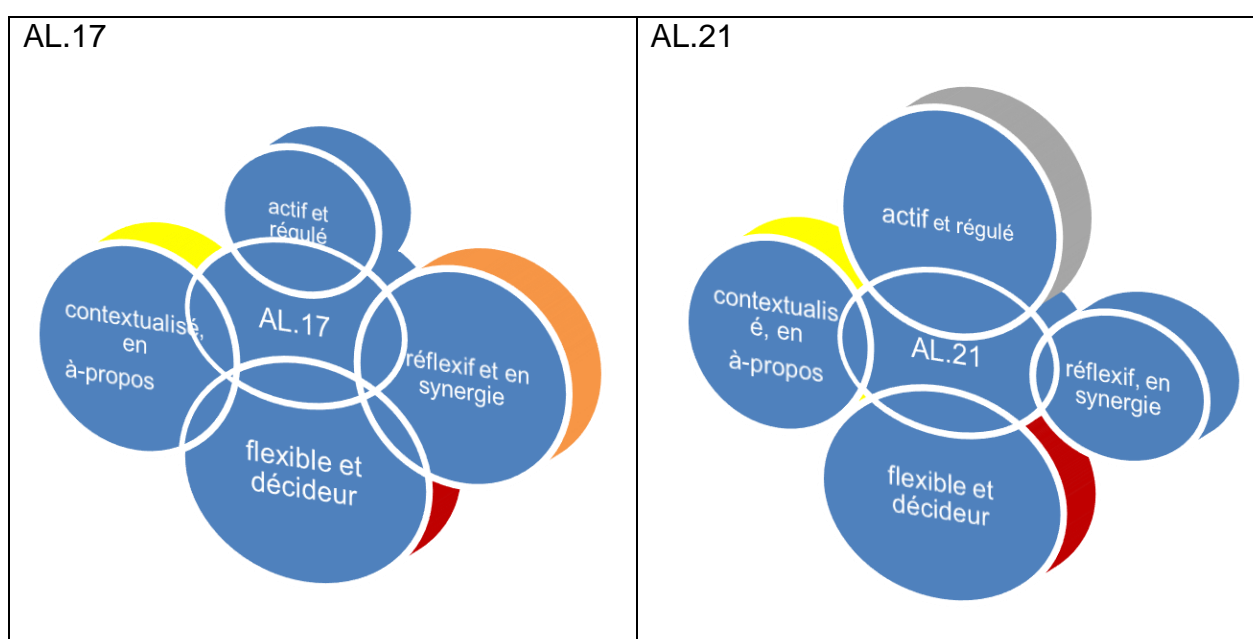 AL.17
actif et
régulé
contextualisé,
en
à-propos
AL.17
réflexif et en
synergie
flexible et
décideur
AL.21
actif et régulé
contextualis
é, en
à-propos
AL.21
réflexif, en
synergie
flexible et
décideur